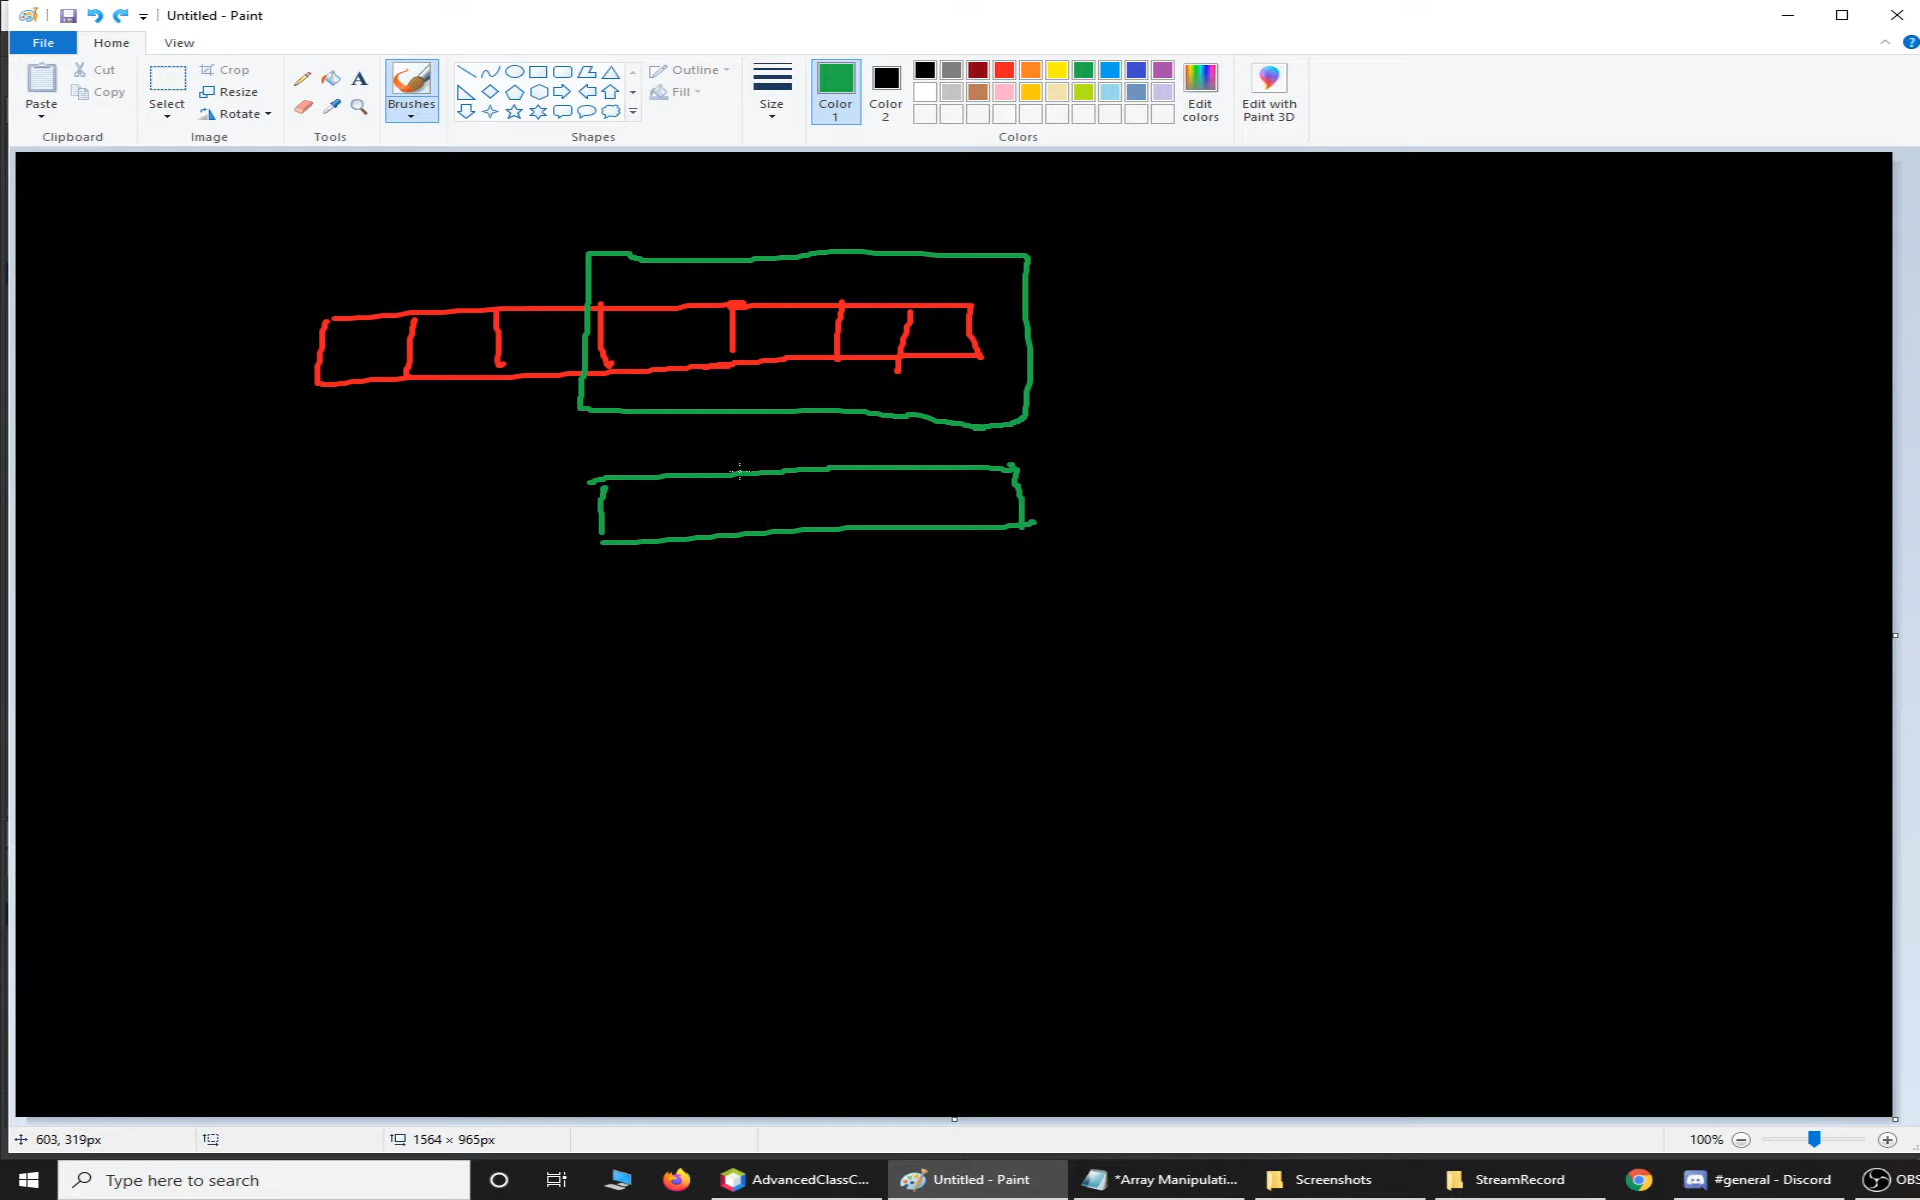 Untitled - Paint
File Home View
Cut Crop Outline
Copy Resize Fill
Paste Select Rotate Brushes Size Color 1 Color 2 Edit colors Edit with Paint 3D
Clipboard Image Tools Shapes Colors
603, 319px 1564 × 965px 100%
Type here to search AdvancedClassC... Untitled - Paint *Array Manipulati... Screenshots StreamRecord #general - Discord OBS